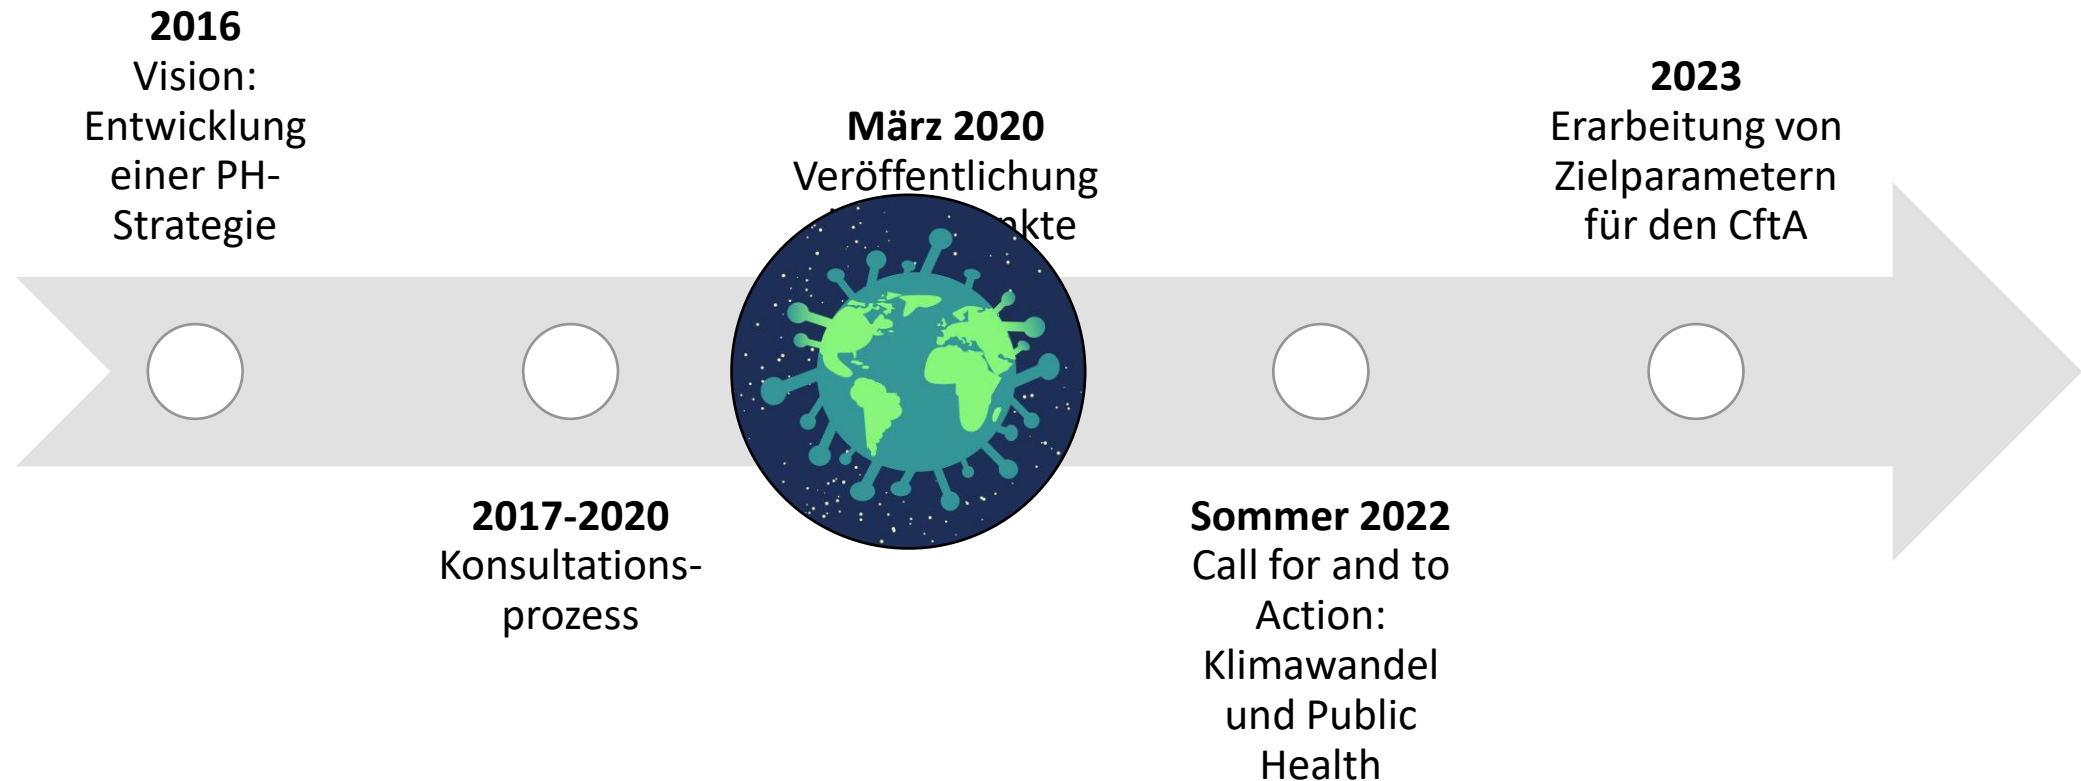 2016
Vision:
Entwicklung
einer PH-
Strategie
2017-2020
Konsultations-
prozess
März 2020
Veröffentlichung
Sommer 2022
Call for and to
Action:
Klimawandel
und Public
Health
2023
Erarbeitung von
Zielparametern
für den CftA